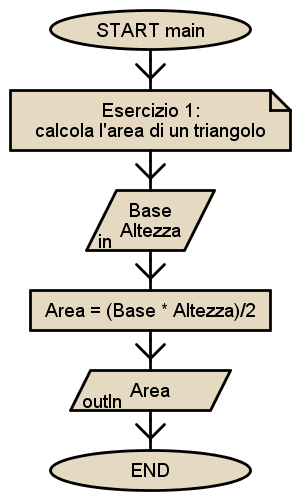 START main
Esercizio 1:
calcola l'area di un triangolo
Base
Altezza
in
Area = (Base * Altezza)/2
Area
outln
END